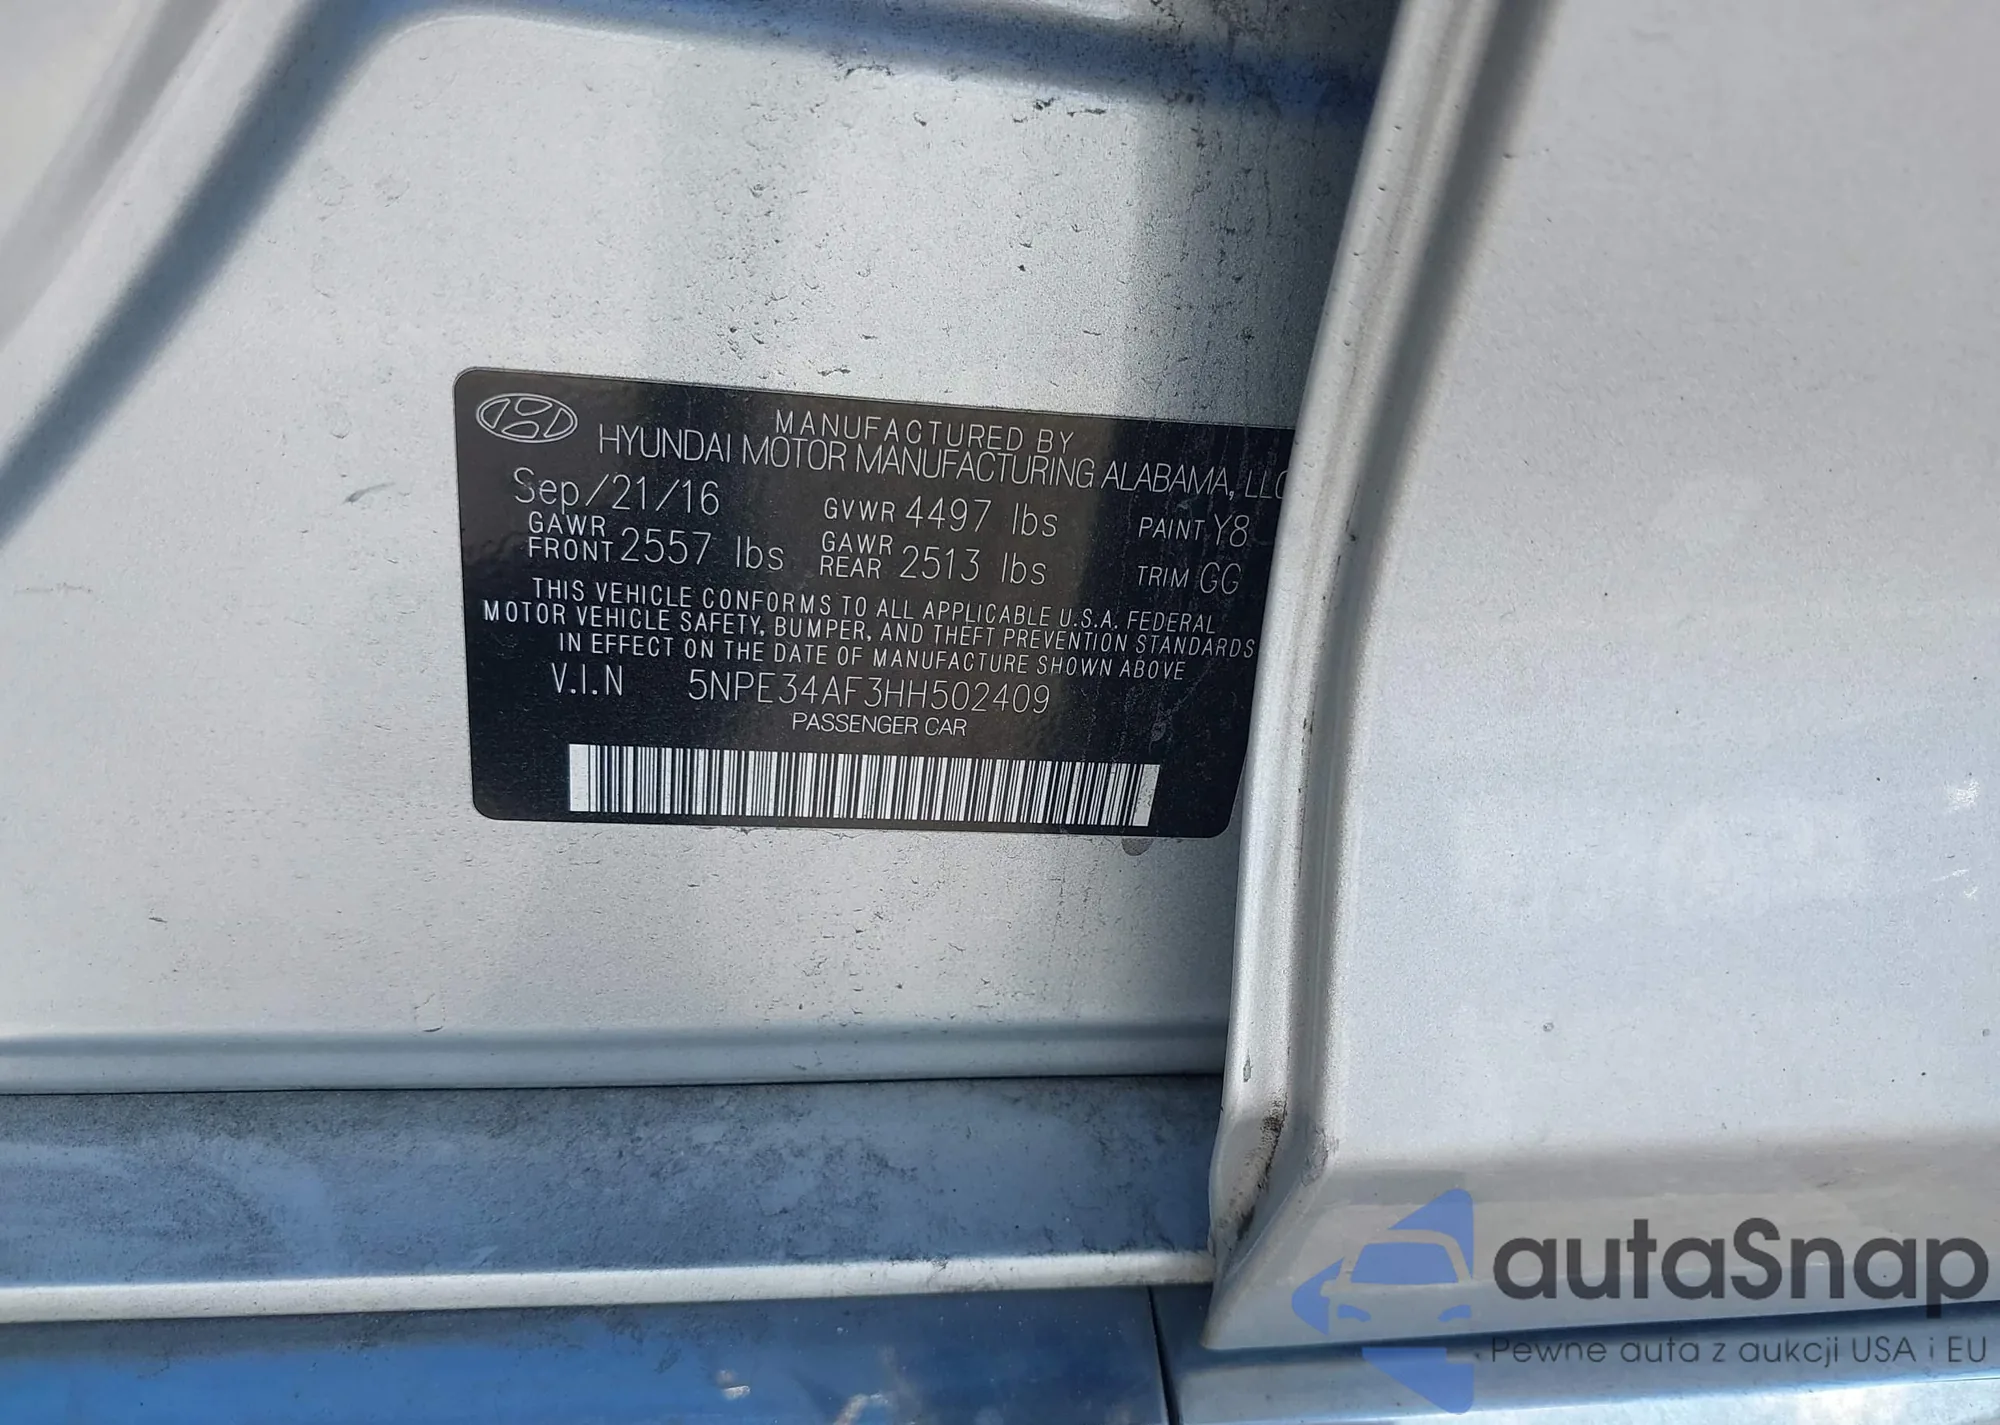 MANUFACTURED BY
HYUNDAI MOTOR MANUFACTURING ALABAMA, LLC
Sep/21/16 GVWR 4497 lbs PAINT Y8
GAWR FRONT 2557 lbs GAWR REAR 2513 lbs TRIM GG
THIS VEHICLE CONFORMS TO ALL APPLICABLE U.S.A. FEDERAL
MOTOR VEHICLE SAFETY, BUMPER, AND THEFT PREVENTION STANDARDS
IN EFFECT ON THE DATE OF MANUFACTURE SHOWN ABOVE
V.I.N 5NPE34AF3HH502409
PASSENGER CAR
autaSnap
Pewne auta z aukcji USA i EU